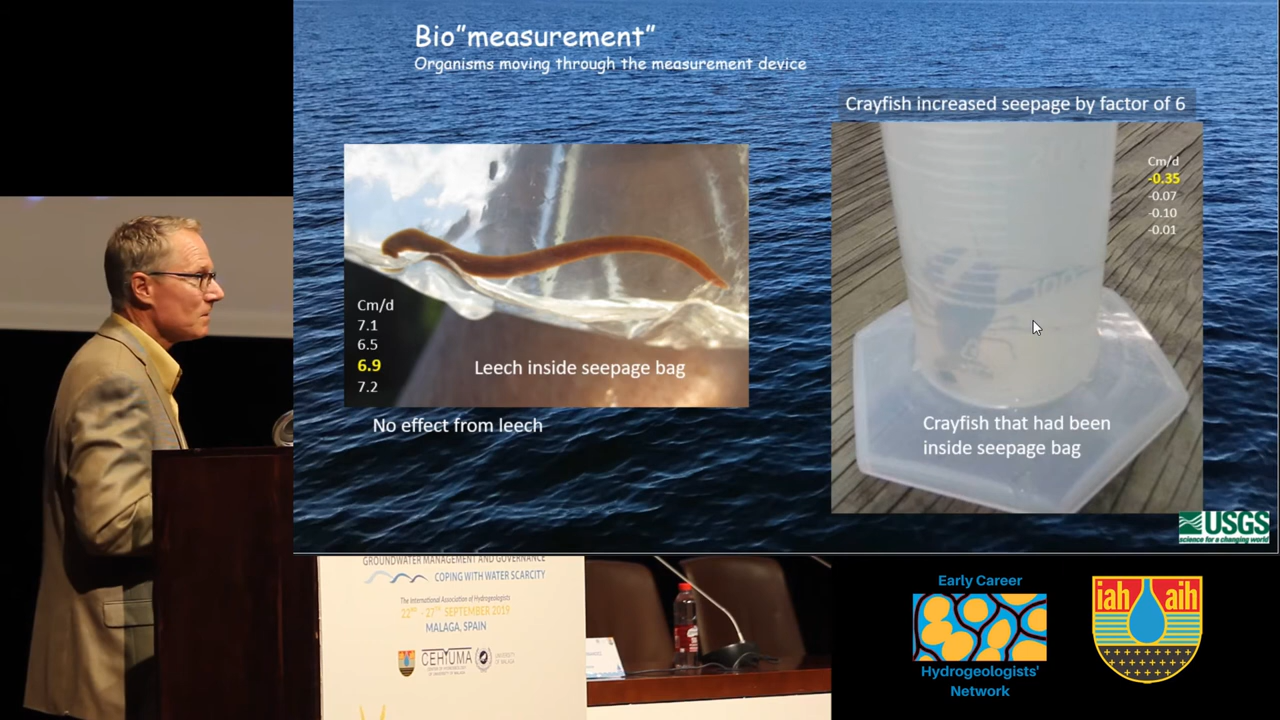 Bio”measurement”
Organisms moving through the measurement device
Crayfish increased seepage by factor of 6
Cm/d
-0.35
-0.07
-0.10
-0.01
Cm/d
7.1
6.5
6.9
7.2
Leech inside seepage bag
No effect from leech
Crayfish that had been
inside seepage bag
USGS
science for a changing world
GROUNDWATER MANAGEMENT AND GOVERNANCE
COPING WITH WATER SCARCITY
The International Association of Hydrogeologists
22ND - 27TH SEPTEMBER 2019
MALAGA, SPAIN
CEHIUMA
UNIVERSITY
OF MALAGA
Early Career
Hydrogeologists'
Network
iah aih